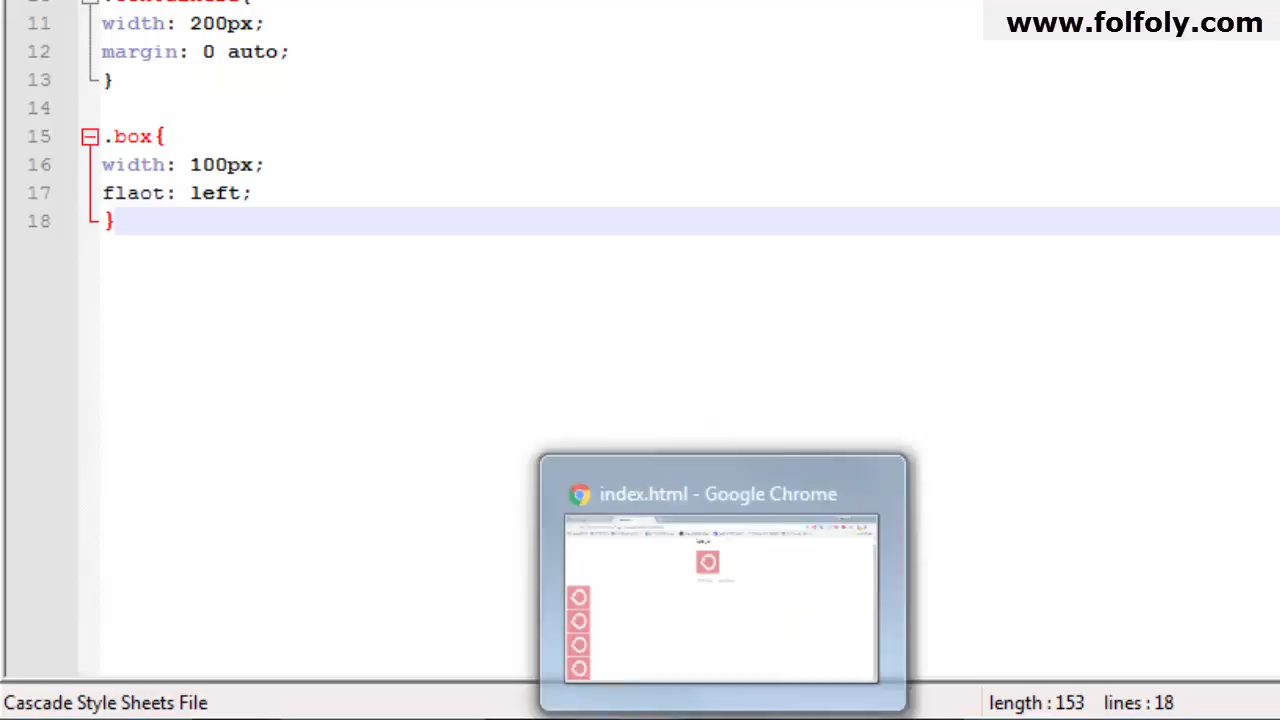 www.folfoly.com
11 width: 200px;
12 margin: 0 auto;
13 }
14
15 .box{
16 width: 100px;
17 flaot: left;
18 }
index.html - Google Chrome
Cascade Style Sheets File
length : 153 lines : 18